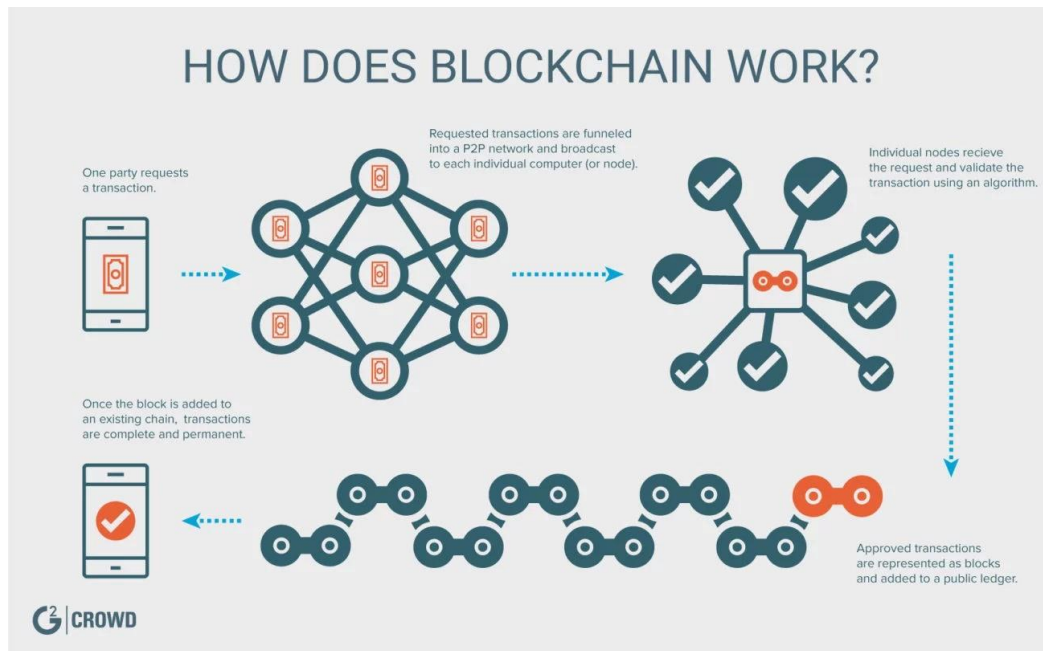 HOW DOES BLOCKCHAIN WORK?
One party requests
a transaction.
Requested transactions are funneled
into a P2P network and broadcast
to each individual computer (or node).
Individual nodes recieve
the request and validate the
transaction using an algorithm.
Approved transactions
are represented as blocks
and added to a public ledger.
Once the block is added to
an existing chain, transactions
are complete and permanent.
G2 | CROWD